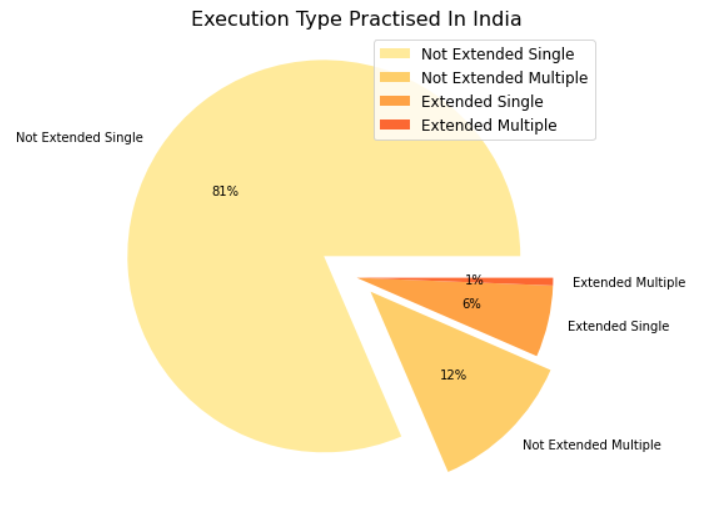 Execution Type Practised In India
Not Extended Single
Not Extended Multiple
Extended Single
Extended Multiple
Not Extended Single
81%
1%
Extended Multiple
6%
Extended Single
12%
Not Extended Multiple